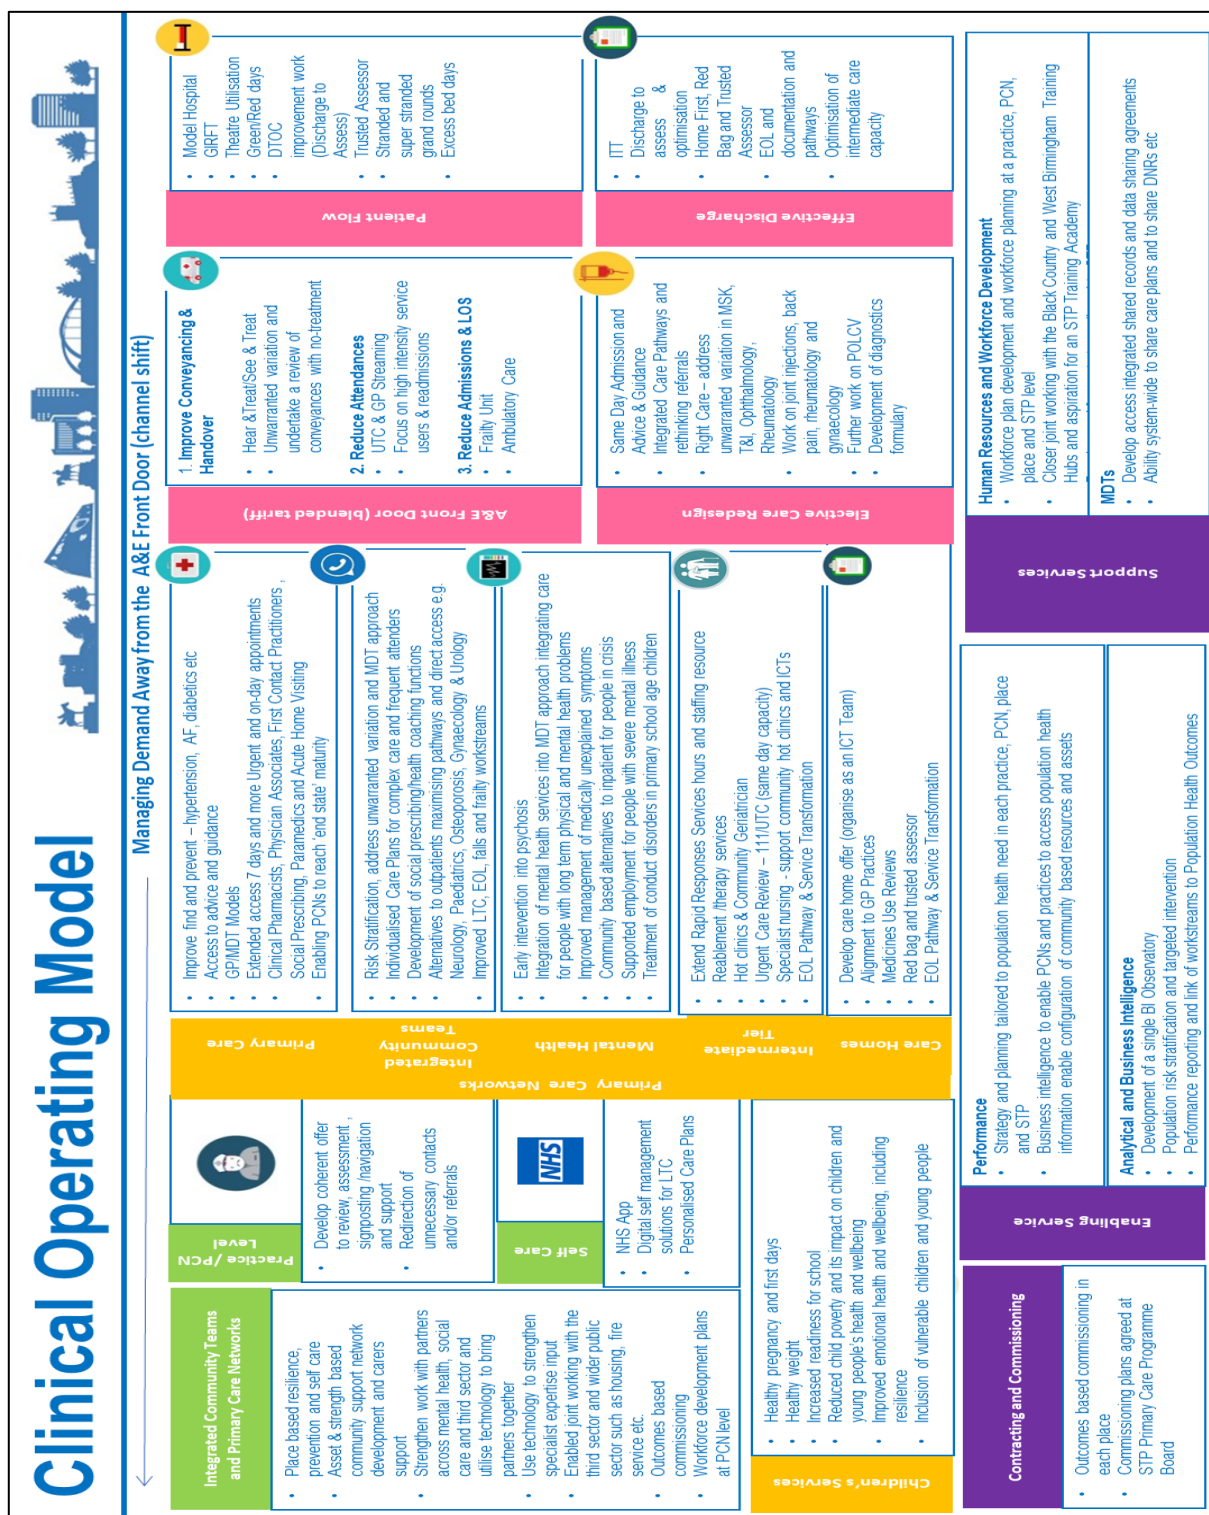 Clinical Operating Model
Managing Demand Away from the A&E Front Door (channel shift)
Integrated Community Teams
and Primary Care Networks
• Place based resilience,
prevention and self care
• Asset & strength based
community support network
development and carers
support
• Strengthen work with partners
across mental health, social
care and third sector and
utilise technology to bring
partners together
• Use technology to strengthen
specialist expertise input
• Enabled joint working with the
third sector and wider public
sector such as housing, fire
service etc.
• Outcomes based
commissioning
• Workforce development plans
at PCN level
Practice /PCN
Level
• Develop coherent offer
to review, assessment ,
signposting /navigation
and support
• Redirection of
unnecessary contacts
and/or referrals
Self Care
NHS
• NHS App
• Digital self management
solutions for LTC
• Personalised Care Plans
Children's Services
• Healthy pregnancy and first days
• Healthy weight
• Increased readiness for school
• Reduced child poverty and its impact on children and
young people's health and wellbeing
• Improved emotional health and wellbeing, including
resilience
• Inclusion of vulnerable children and young people
Primary Care Networks
Primary Care
• Improve find and prevent – hypertension, AF, diabetics etc
• Access to advice and guidance
• GP/MDT Models
• Extended access 7 days and more Urgent and on-day appointments
• Clinical Pharmacists, Physician Associates, First Contact Practitioners ,
Social Prescribing, Paramedics and Acute Home Visiting
• Enabling PCNs to reach 'end state' maturity
Integrated
Community
Teams
• Risk Stratification, address unwarranted variation and MDT approach
• Individualised Care Plans for complex care and frequent attenders
• Development of social prescribing/health coaching functions
• Alternatives to outpatients maximising pathways and direct access e.g.
Neurology, Paediatrics, Osteoporosis, Gynaecology & Urology
• Improved LTC, EOL, falls and frailty workstreams
Mental Health
• Early intervention into psychosis
• Integration of mental health services into MDT approach integrating care
for people with long term physical and mental health problems
• Improved management of medically unexplained symptoms
• Community based alternatives to inpatient for people in crisis
• Supported employment for people with severe mental illness
• Treatment of conduct disorders in primary school age children
Intermediate
Tier
• Extend Rapid Responses Services hours and staffing resource
• Reablement /therapy services
• Hot clinics & Community Geriatrician
• Urgent Care Review – 111/UTC (same day capacity)
• Specialist nursing - support community hot clinics and ICTs
• EOL Pathway & Service Transformation
Care Homes
• Develop care home offer (organise as an ICT Team)
• Alignment to GP Practices
• Medicines Use Reviews
• Red bag and trusted assessor
• EOL Pathway & Service Transformation
A&E Front Door (blended tariff)
1. Improve Conveyancing &
Handover
• Hear &Treat/See & Treat
• Unwarranted variation and
undertake a review of
conveyances with no-treatment
2. Reduce Attendances
• UTC & GP Streaming
• Focus on high intensity service
users & readmissions
3. Reduce Admissions & LOS
• Frailty Unit
• Ambulatory Care
Elective Care Redesign
• Same Day Admission and
Advice & Guidance
• Integrated Care Pathways and
rethinking referrals
• Right Care – address
unwarranted variation in MSK,
T&I, Ophthalmology,
Rheumatology
• Work on joint injections, back
pain, rheumatology and
gynaecology
• Further work on POLCV
• Development of diagnostics
formulary
Patient Flow
• Model Hospital
• GIRFT
• Theatre Utilisation
• Green/Red days
• DTOC
improvement work
(Discharge to
Assess)
• Trusted Assessor
• Stranded and
super stranded
grand rounds
• Excess bed days
Effective Discharge
• ITT
• Discharge to
assess &
optimisation
• Home First, Red
Bag and Trusted
Assessor
• EOL and
documentation and
pathways
• Optimisation of
intermediate care
capacity
Contracting and Commissioning
• Outcomes based commissioning in
each place
• Commissioning plans agreed at
STP Primary Care Programme
Board
Enabling Service
Performance
• Strategy and planning tailored to population health need in each practice, PCN, place
and STP
• Business intelligence to enable PCNs and practices to access population health
information enable configuration of community based resources and assets
Analytical and Business Intelligence
• Development of a single BI Observatory
• Population risk stratification and targeted intervention
• Performance reporting and link of workstreams to Population Health Outcomes
Support Services
Human Resources and Workforce Development
• Workforce plan development and workforce planning at a practice, PCN,
place and STP level
• Closer joint working with the Black Country and West Birmingham Training
Hubs and aspiration for an STP Training Academy
MDTs
• Develop access integrated shared records and data sharing agreements
• Ability system-wide to share care plans and to share DNRs etc